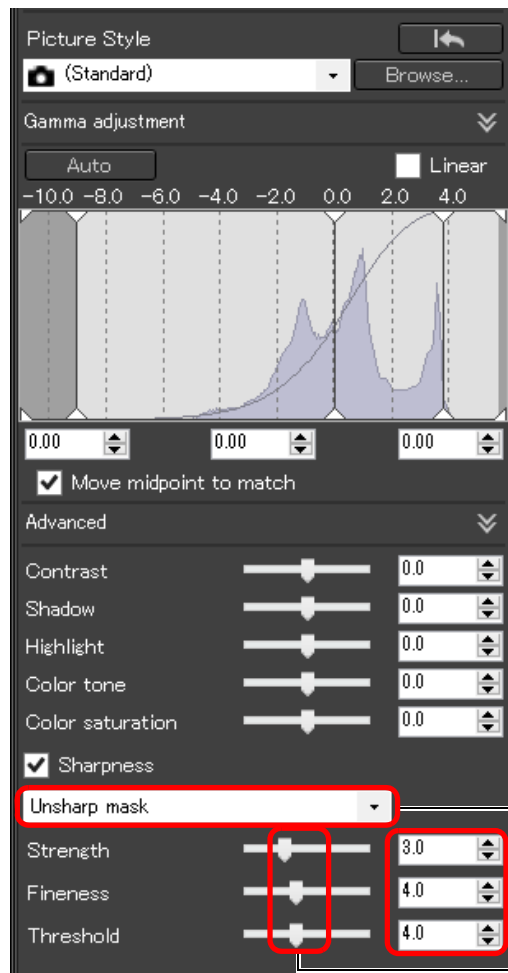 Picture Style
(Standard) Browse...
Gamma adjustment
Auto Linear
-10.0 -8.0 -6.0 -4.0 -2.0 0.0 2.0 4.0
0.00 0.00 0.00
Move midpoint to match
Advanced
Contrast 0.0
Shadow 0.0
Highlight 0.0
Color tone 0.0
Color saturation 0.0
Sharpness
Unsharp mask
Strength 3.0
Fineness 4.0
Threshold 4.0